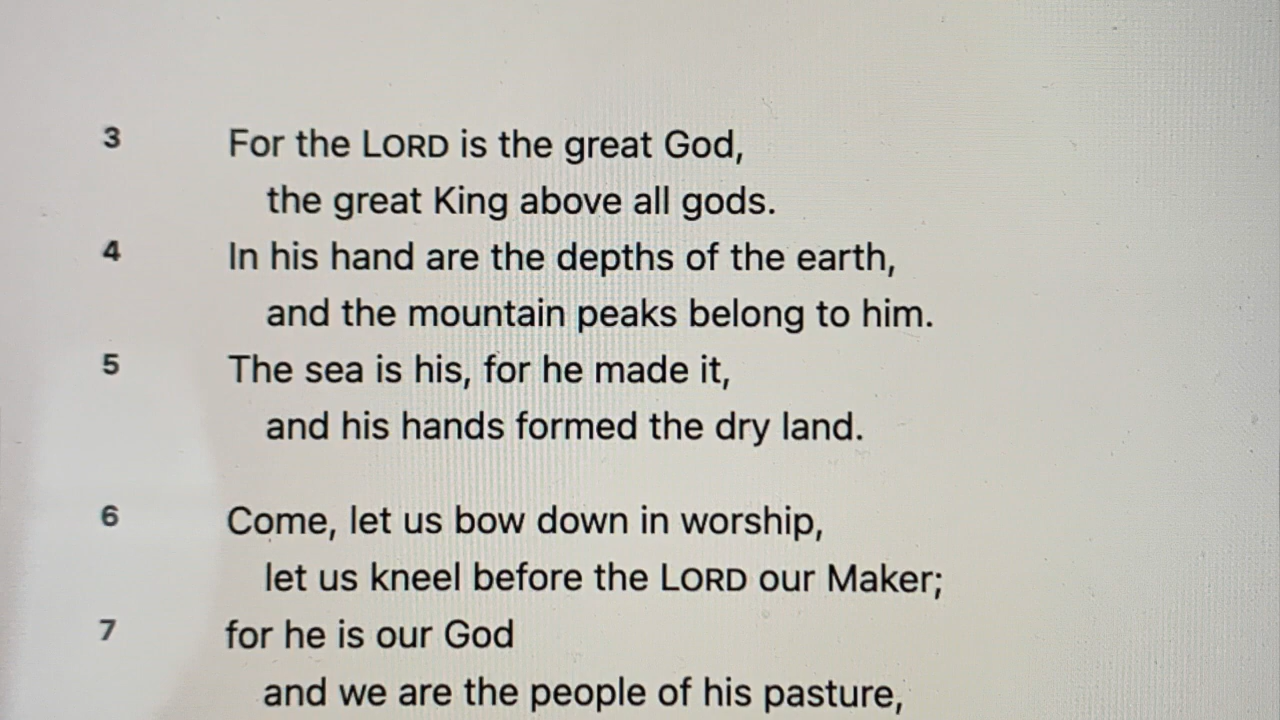 3 For the LORD is the great God,
the great King above all gods.
4 In his hand are the depths of the earth,
and the mountain peaks belong to him.
5 The sea is his, for he made it,
and his hands formed the dry land.
6 Come, let us bow down in worship,
let us kneel before the LORD our Maker;
7 for he is our God
and we are the people of his pasture,